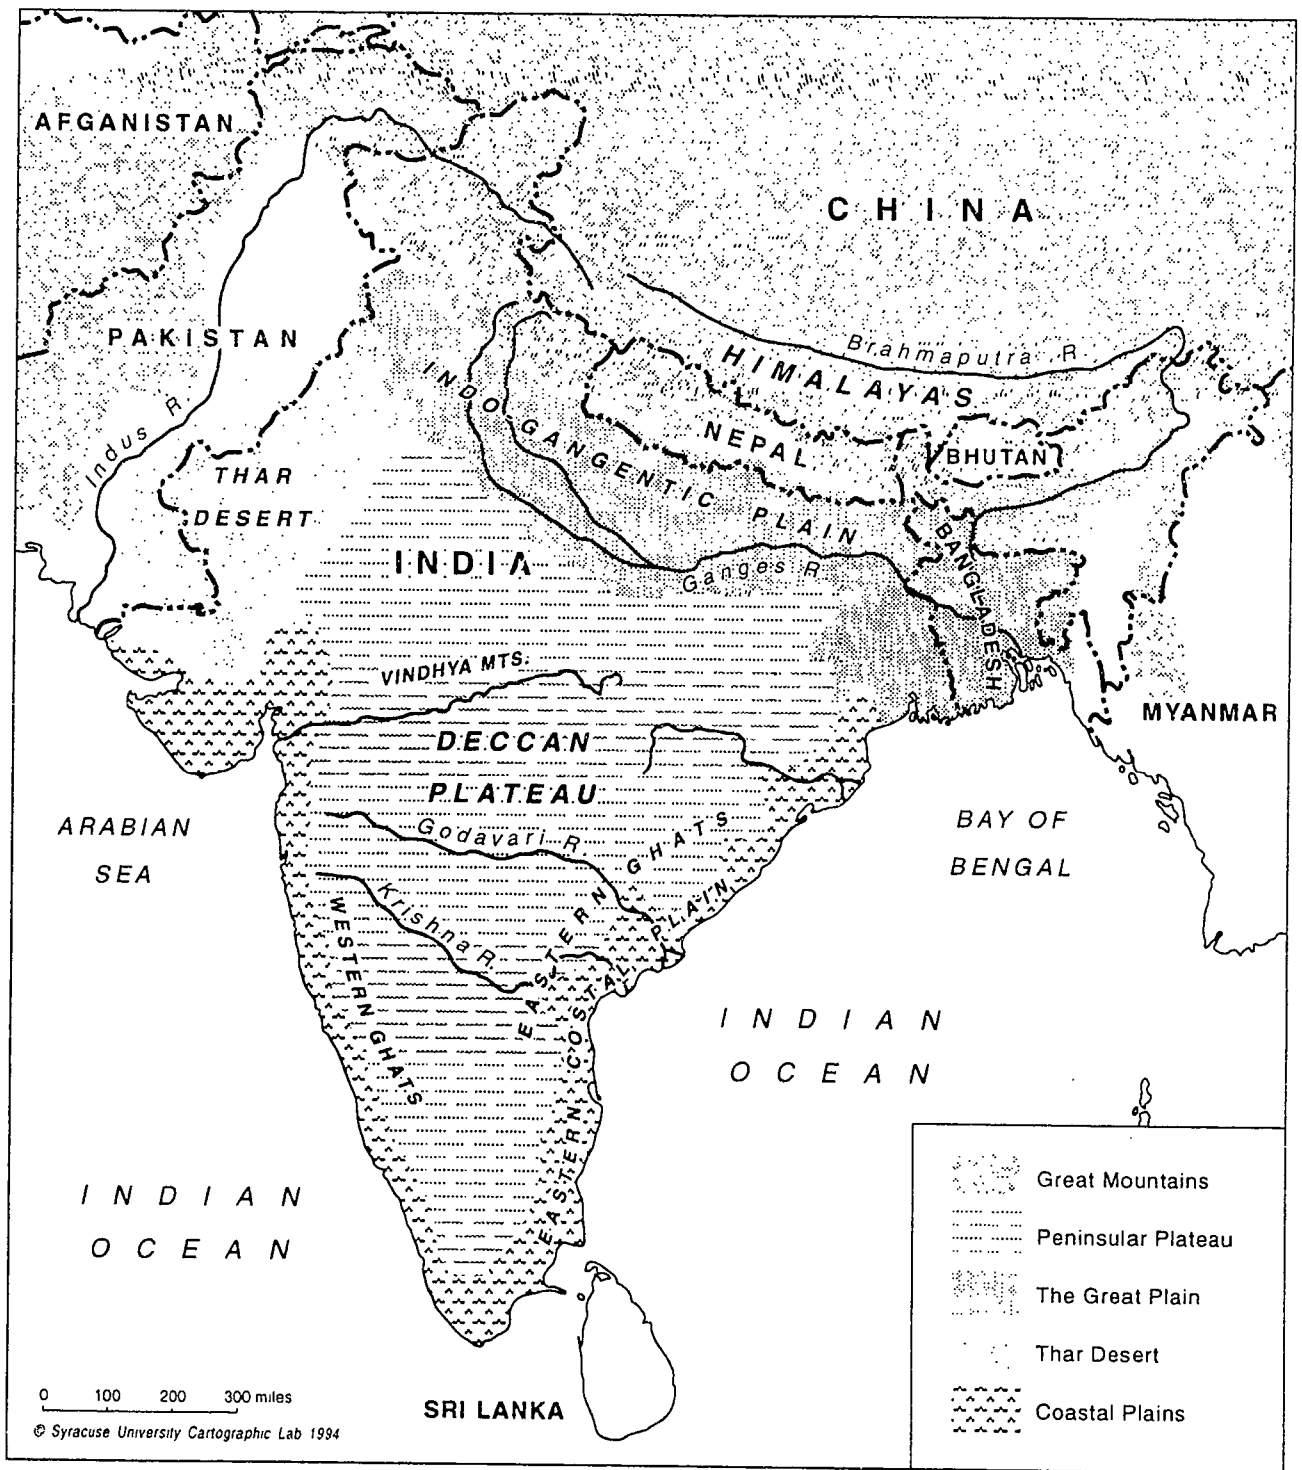 AFGANISTAN
CHINA
PAKISTAN
Indus R.
THAR
DESERT
HIMALAYAS
Brahmaputra R.
NEPAL
BHUTAN
INDO GANGENTIC PLAIN
INDIA
Ganges R.
BANGLADESH
VINDHYA MTS.
MYANMAR
DECCAN
PLATEAU
Godavari R.
Krishna R.
EASTERN GHATS
WESTERN GHATS
EASTERN COSTAL PLAIN
ARABIAN
SEA
BAY OF
BENGAL
INDIAN
OCEAN
INDIAN
OCEAN
SRI LANKA
Great Mountains
Peninsular Plateau
The Great Plain
Thar Desert
Coastal Plains
0 100 200 300 miles
© Syracuse University Cartographic Lab 1994